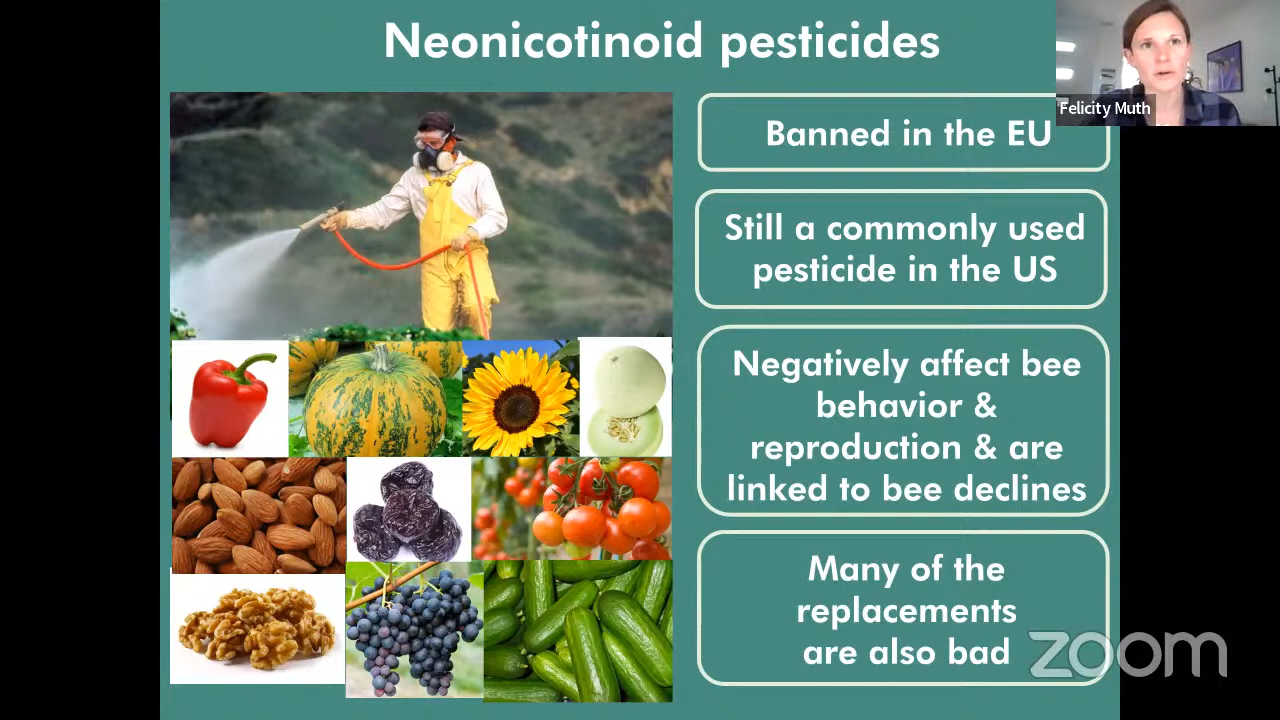 Neonicotinoid pesticides
Felicity Muth
Banned in the EU
Still a commonly used
pesticide in the US
Negatively affect bee
behavior &
reproduction & are
linked to bee declines
Many of the
replacements
are also bad
zoom